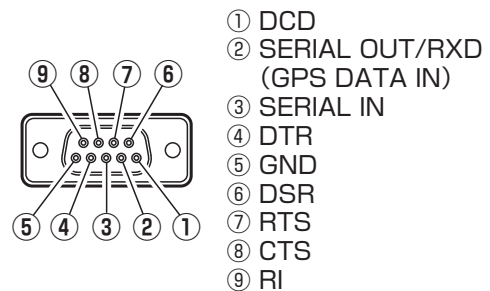 ⑨ ⑧ ⑦ ⑥
⑤ ④ ③ ② ①
① DCD
② SERIAL OUT/RXD
(GPS DATA IN)
③ SERIAL IN
④ DTR
⑤ GND
⑥ DSR
⑦ RTS
⑧ CTS
⑨ RI